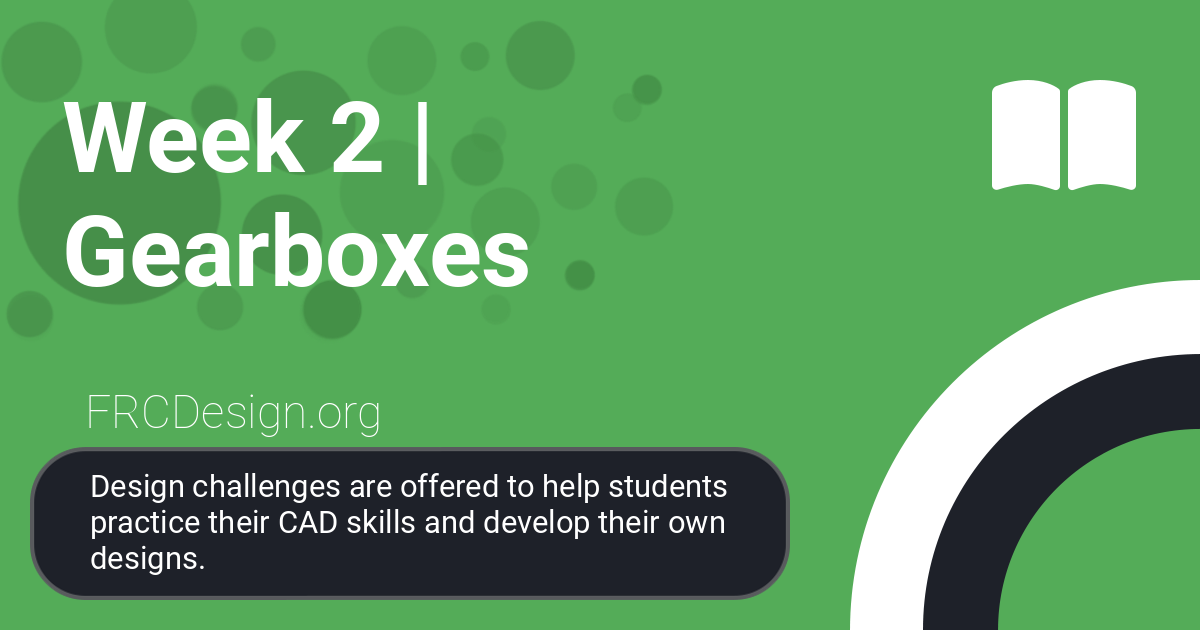 Week 2 |
Gearboxes
FRCDesign.org
Design challenges are offered to help students
practice their CAD skills and develop their own
designs.